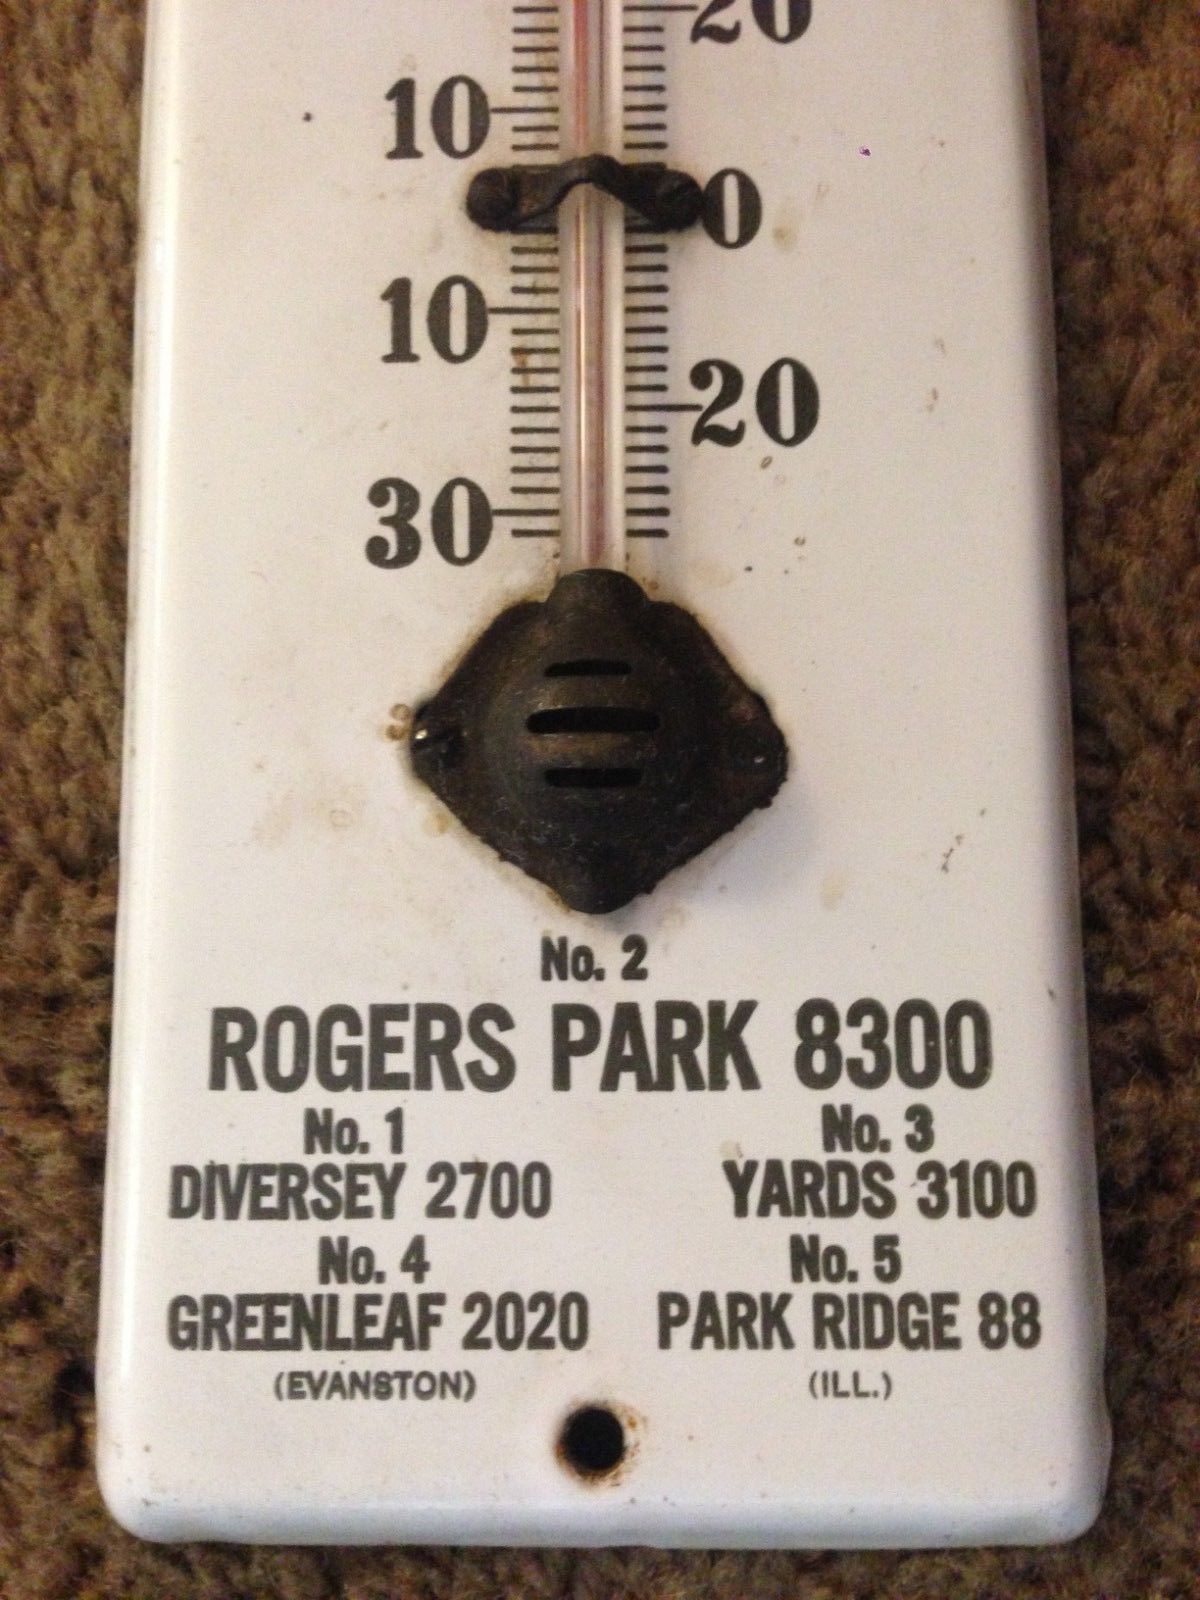 20
10
0
10
20
30
No. 2
ROGERS PARK 8300
No. 1 No. 3
DIVERSEY 2700 YARDS 3100
No. 4 No. 5
GREENLEAF 2020 PARK RIDGE 88
(EVANSTON) (ILL.)